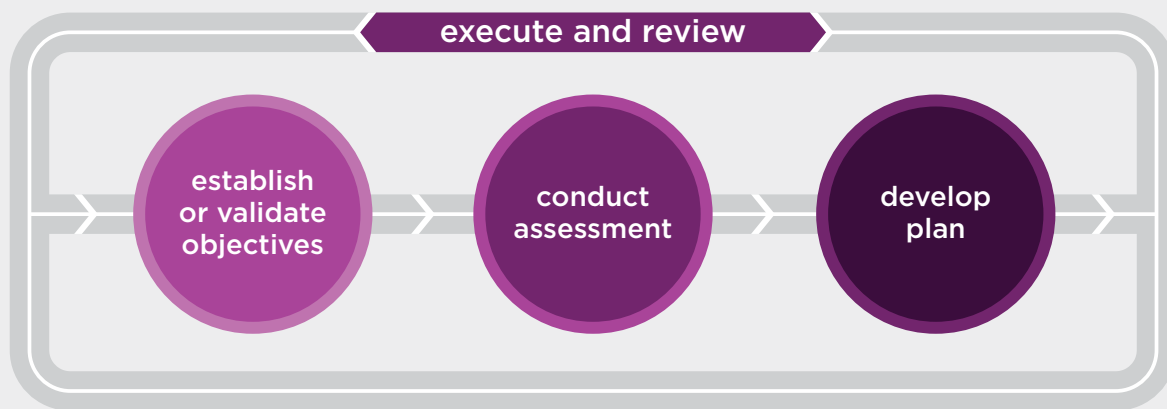 execute and review
establish
or validate
objectives
conduct
assessment
develop
plan